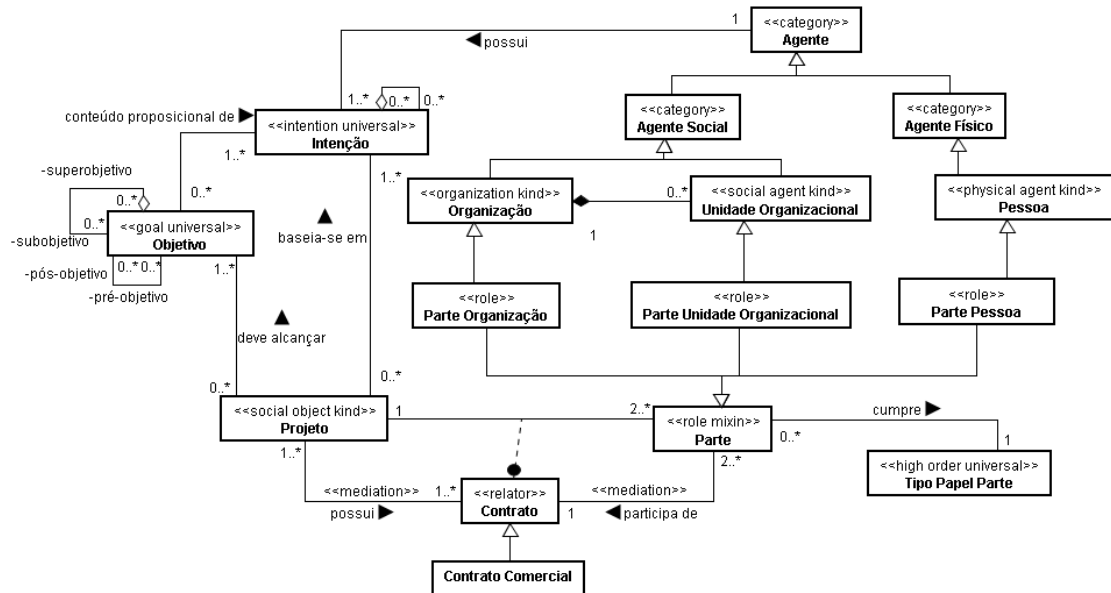 <<category>>
Agente
1
possui
1..*
0..*
0..*
conteúdo proposicional de
<<intention universal>>
Intenção
1..*
1..*
<<category>>
Agente Social
<<category>>
Agente Físico
-superobjetivo
0..*
0..*
0..*
-subobjetivo
<<goal universal>>
Objetivo
-pós-objetivo
0..*
0..*
-pré-objetivo
1..*
baseia-se em
<<organization kind>>
Organização
1
0..*
<<social agent kind>>
Unidade Organizacional
<<physical agent kind>>
Pessoa
<<role>>
Parte Organização
<<role>>
Parte Unidade Organizacional
<<role>>
Parte Pessoa
deve alcançar
0..*
0..*
<<social object kind>>
Projeto
1
2..*
<<role mixin>>
Parte
cumpre
0..*
1
<<high order universal>>
Tipo Papel Parte
1..*
2..*
<<mediation>>
possui
1..*
<<relator>>
Contrato
1
<<mediation>>
participa de
Contrato Comercial